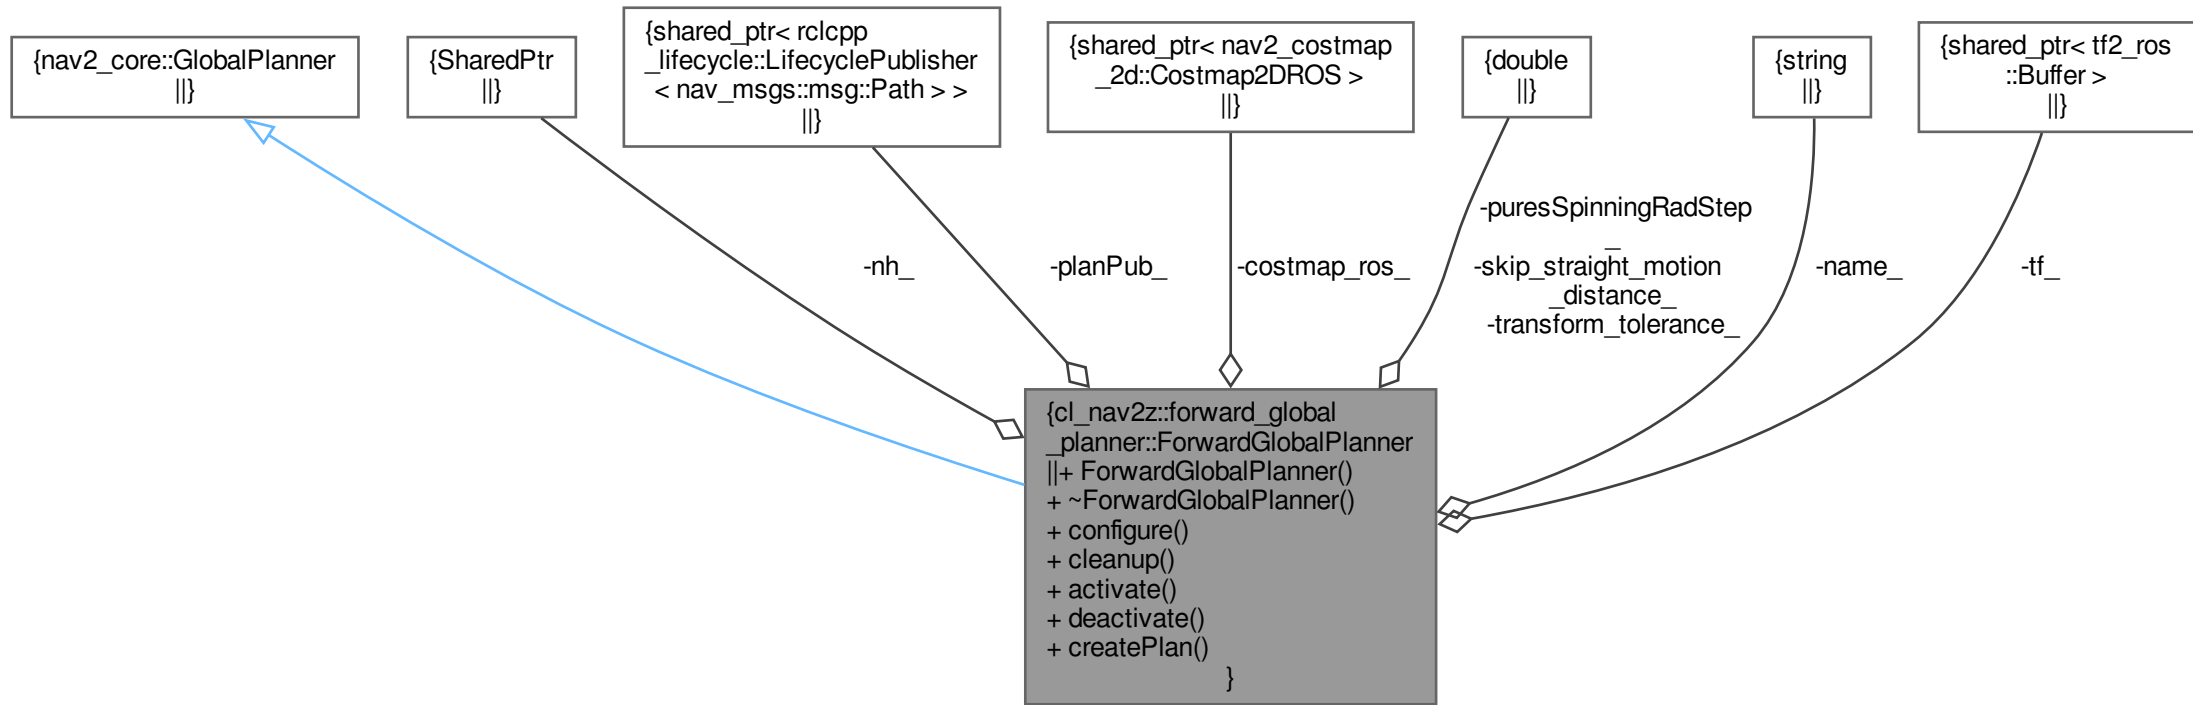 {nav2_core::GlobalPlanner
||}
{SharedPtr
||}
{shared_ptr< rclcpp
_lifecycle::LifecyclePublisher
< nav_msgs::msg::Path > >
||}
{shared_ptr< nav2_costmap
_2d::Costmap2DROS >
||}
{double
||}
{string
||}
{shared_ptr< tf2_ros
::Buffer >
||}
-nh_
-planPub_
-costmap_ros_
-puresSpinningRadStep
_
-skip_straight_motion
_distance_
-transform_tolerance_
-name_
-tf_
{cl_nav2z::forward_global
_planner::ForwardGlobalPlanner
||+ ForwardGlobalPlanner()
+ ~ForwardGlobalPlanner()
+ configure()
+ cleanup()
+ activate()
+ deactivate()
+ createPlan()
}